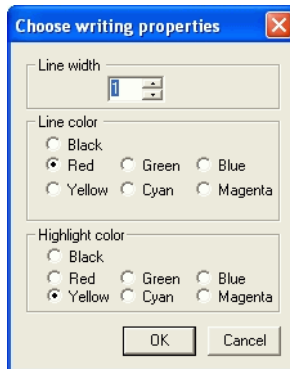 Choose writing properties
Line width
1
Line color
Black
Red Green Blue
Yellow Cyan Magenta
Highlight color
Black
Red Green Blue
Yellow Cyan Magenta
OK Cancel